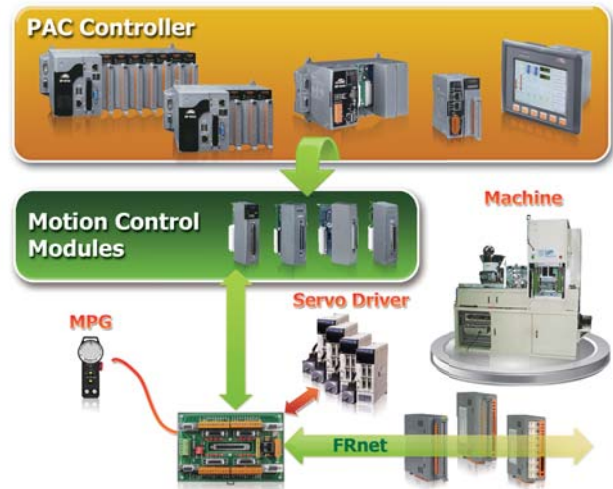 PAC Controller
Motion Control
Modules
Machine
Servo Driver
MPG
FRnet